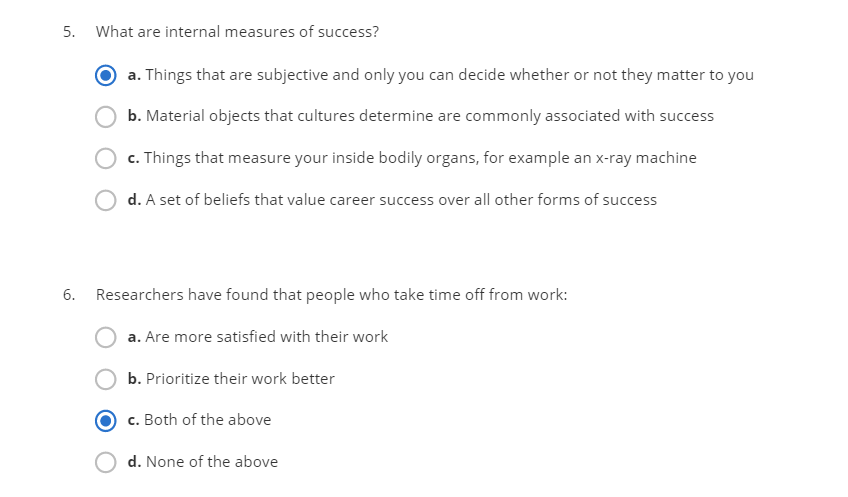 5. What are internal measures of success?
a. Things that are subjective and only you can decide whether or not they matter to you
b. Material objects that cultures determine are commonly associated with success
c. Things that measure your inside bodily organs, for example an x-ray machine
d. A set of beliefs that value career success over all other forms of success
6. Researchers have found that people who take time off from work:
a. Are more satisfied with their work
b. Prioritize their work better
c. Both of the above
d. None of the above